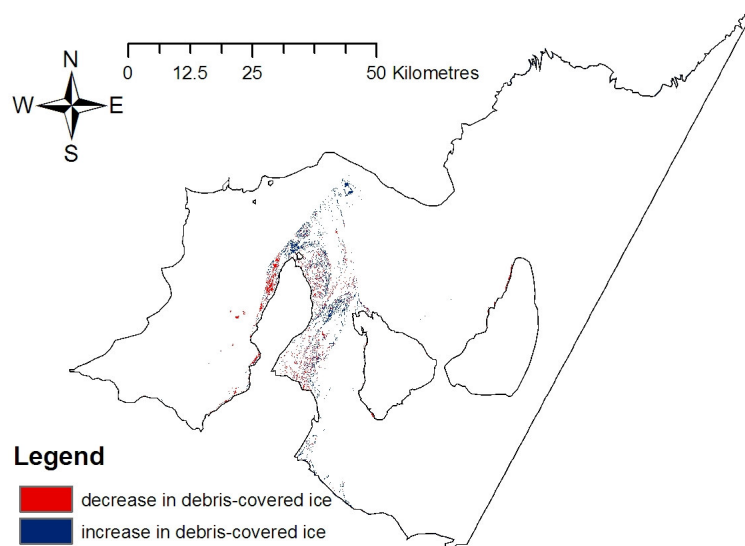 0 12.5 25 50 Kilometres
N
W E
S
Legend
decrease in debris-covered ice
increase in debris-covered ice